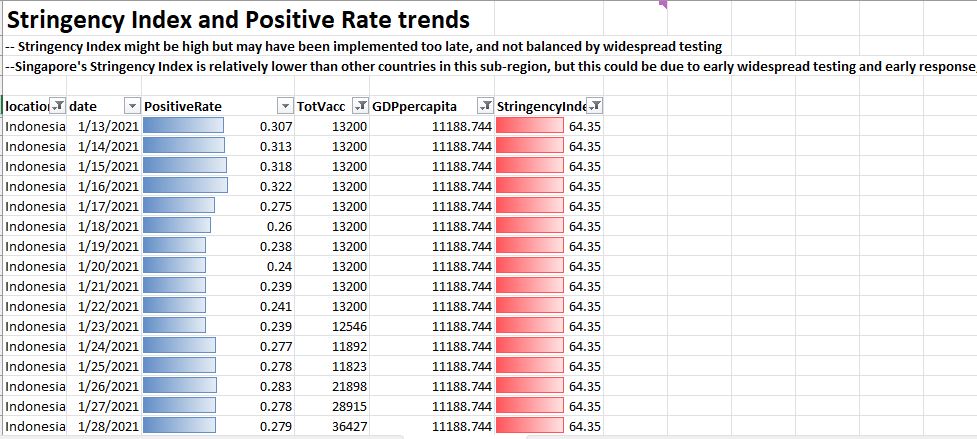 Stringency Index and Positive Rate trends
-- Stringency Index might be high but may have been implemented too late, and not balanced by widespread testing
--Singapore's Stringency Index is relatively lower than other countries in this sub-region, but this could be due to early widespread testing and early response,
locatio date PositiveRate TotVacc GDPpercapita StringencyInde
Indonesia 1/13/2021 0.307 13200 11188.744 64.35
Indonesia 1/14/2021 0.313 13200 11188.744 64.35
Indonesia 1/15/2021 0.318 13200 11188.744 64.35
Indonesia 1/16/2021 0.322 13200 11188.744 64.35
Indonesia 1/17/2021 0.275 13200 11188.744 64.35
Indonesia 1/18/2021 0.26 13200 11188.744 64.35
Indonesia 1/19/2021 0.238 13200 11188.744 64.35
Indonesia 1/20/2021 0.24 13200 11188.744 64.35
Indonesia 1/21/2021 0.239 13200 11188.744 64.35
Indonesia 1/22/2021 0.241 13200 11188.744 64.35
Indonesia 1/23/2021 0.239 12546 11188.744 64.35
Indonesia 1/24/2021 0.277 11892 11188.744 64.35
Indonesia 1/25/2021 0.278 11823 11188.744 64.35
Indonesia 1/26/2021 0.283 21898 11188.744 64.35
Indonesia 1/27/2021 0.278 28915 11188.744 64.35
Indonesia 1/28/2021 0.279 36427 11188.744 64.35